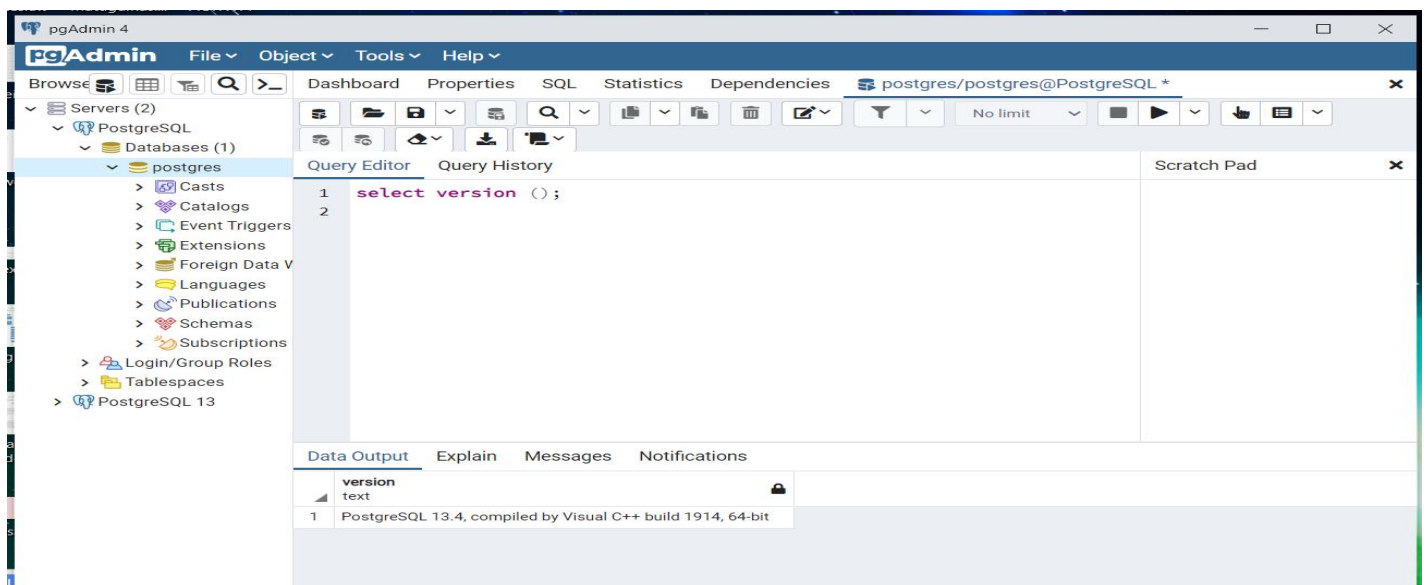 pgAdmin 4
pgAdmin File Object Tools Help
Browse
Dashboard Properties SQL Statistics Dependencies postgres/postgres@PostgreSQL *
Servers (2)
PostgreSQL
Databases (1)
postgres
Casts
Catalogs
Event Triggers
Extensions
Foreign Data W
Languages
Publications
Schemas
Subscriptions
Login/Group Roles
Tablespaces
PostgreSQL 13
No limit
Query Editor Query History
Scratch Pad
1 select version ();
2
Data Output Explain Messages Notifications
version
text
1 PostgreSQL 13.4, compiled by Visual C++ build 1914, 64-bit